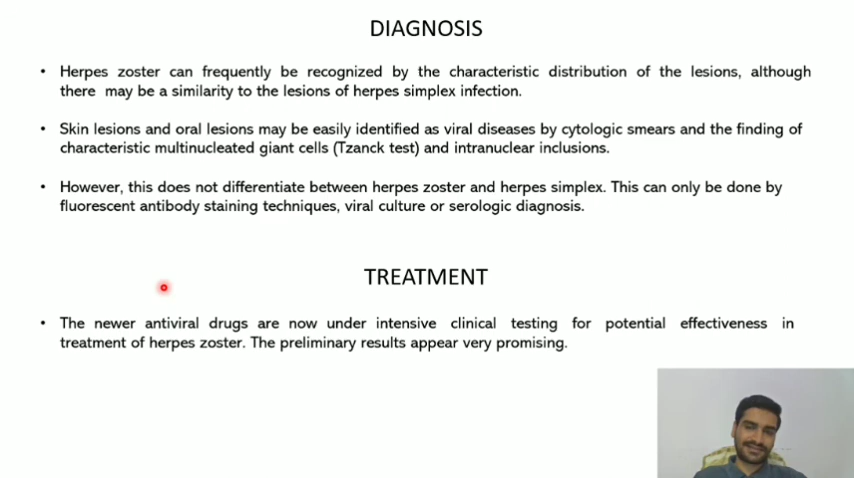 DIAGNOSIS
• Herpes zoster can frequently be recognized by the characteristic distribution of the lesions, although
there may be a similarity to the lesions of herpes simplex infection.
• Skin lesions and oral lesions may be easily identified as viral diseases by cytologic smears and the finding of
characteristic multinucleated giant cells (Tzanck test) and intranuclear inclusions.
• However, this does not differentiate between herpes zoster and herpes simplex. This can only be done by
fluorescent antibody staining techniques, viral culture or serologic diagnosis.
TREATMENT
• The newer antiviral drugs are now under intensive clinical testing for potential effectiveness in
treatment of herpes zoster. The preliminary results appear very promising.